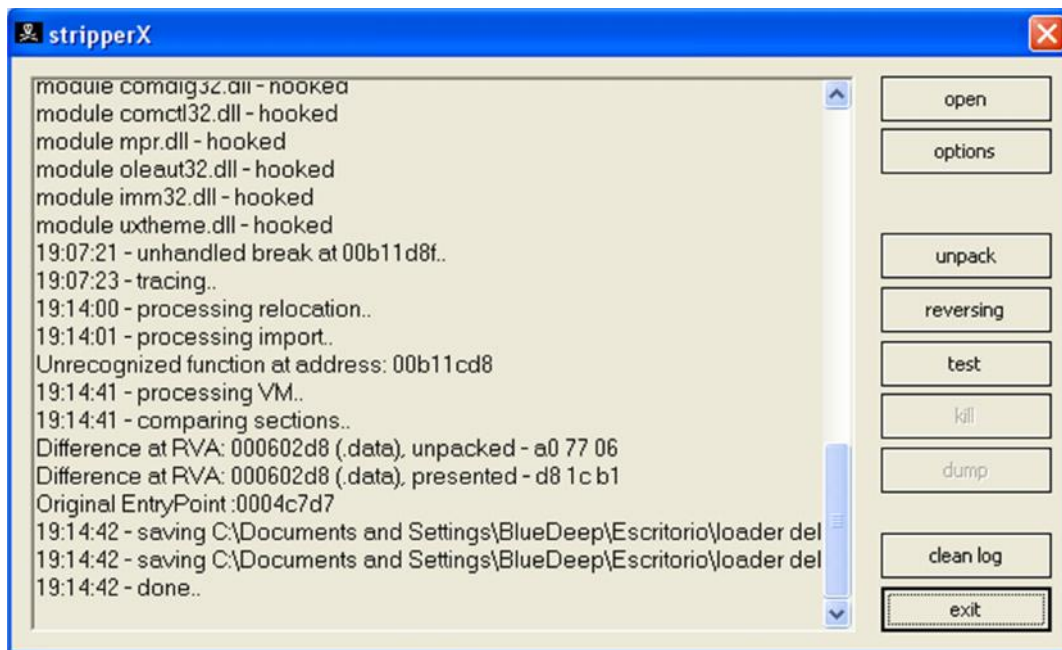 stripperX
module comdlg32.dll - hooked
module comctl32.dll - hooked
module mpr.dll - hooked
module oleaut32.dll - hooked
module imm32.dll - hooked
module uxtheme.dll - hooked
19:07:21 - unhandled break at 00b11d8f..
19:07:23 - tracing..
19:14:00 - processing relocation..
19:14:01 - processing import..
Unrecognized function at address: 00b11cd8
19:14:41 - processing VM..
19:14:41 - comparing sections..
Difference at RVA: 000602d8 (.data), unpacked - a0 77 06
Difference at RVA: 000602d8 (.data), presented - d8 1c b1
Original EntryPoint :0004c7d7
19:14:42 - saving C:\Documents and Settings\BlueDeep\Escritorio\loader del
19:14:42 - saving C:\Documents and Settings\BlueDeep\Escritorio\loader del
19:14:42 - done..
open
options
unpack
reversing
test
kill
dump
clean log
exit